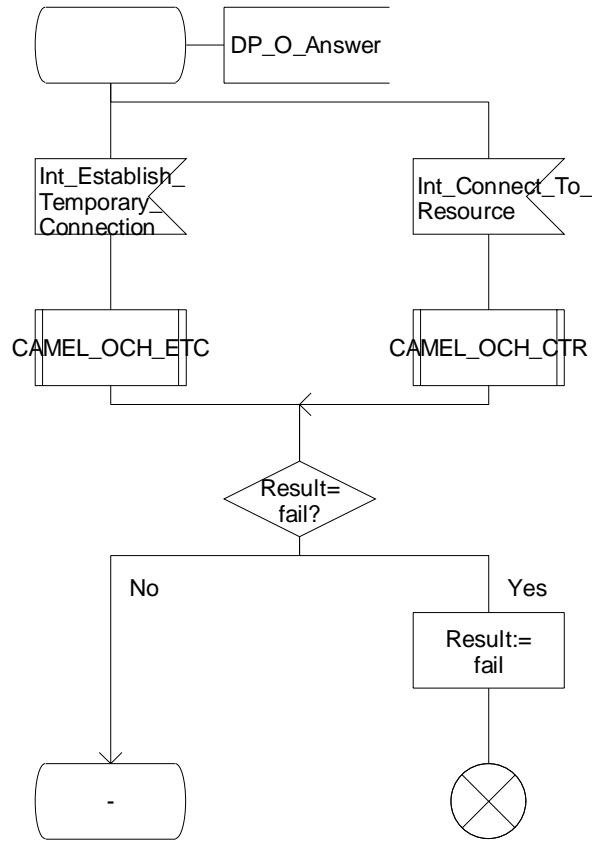 DP_O_Answer
Int_Establish_
Temporary_
Connection
Int_Connect_To_
Resource
CAMEL_OCH_ETC
CAMEL_OCH_CTR
Result=
fail?
No
Yes
Result:=
fail
-